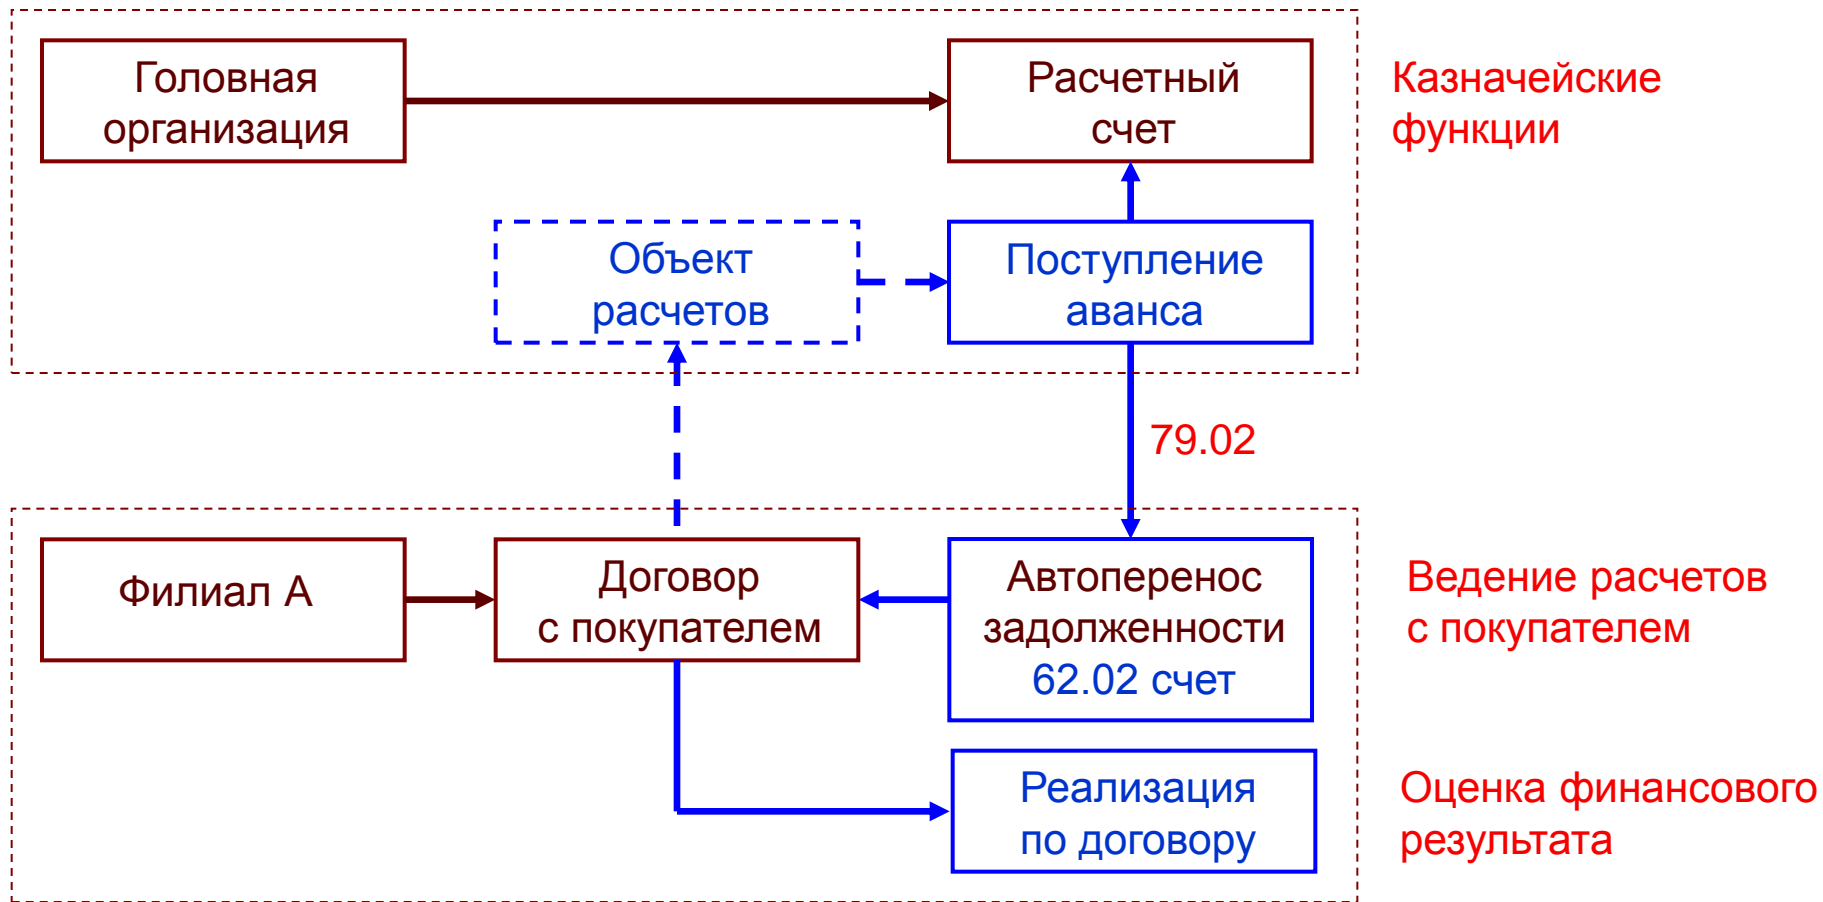 Головная
организация
Расчетный
счет
Казначейские
функции
Объект
расчетов
Поступление
аванса
79.02
Филиал А
Договор
с покупателем
Автоперенос
задолженности
62.02 счет
Ведение расчетов
с покупателем
Реализация
по договору
Оценка финансового
результата